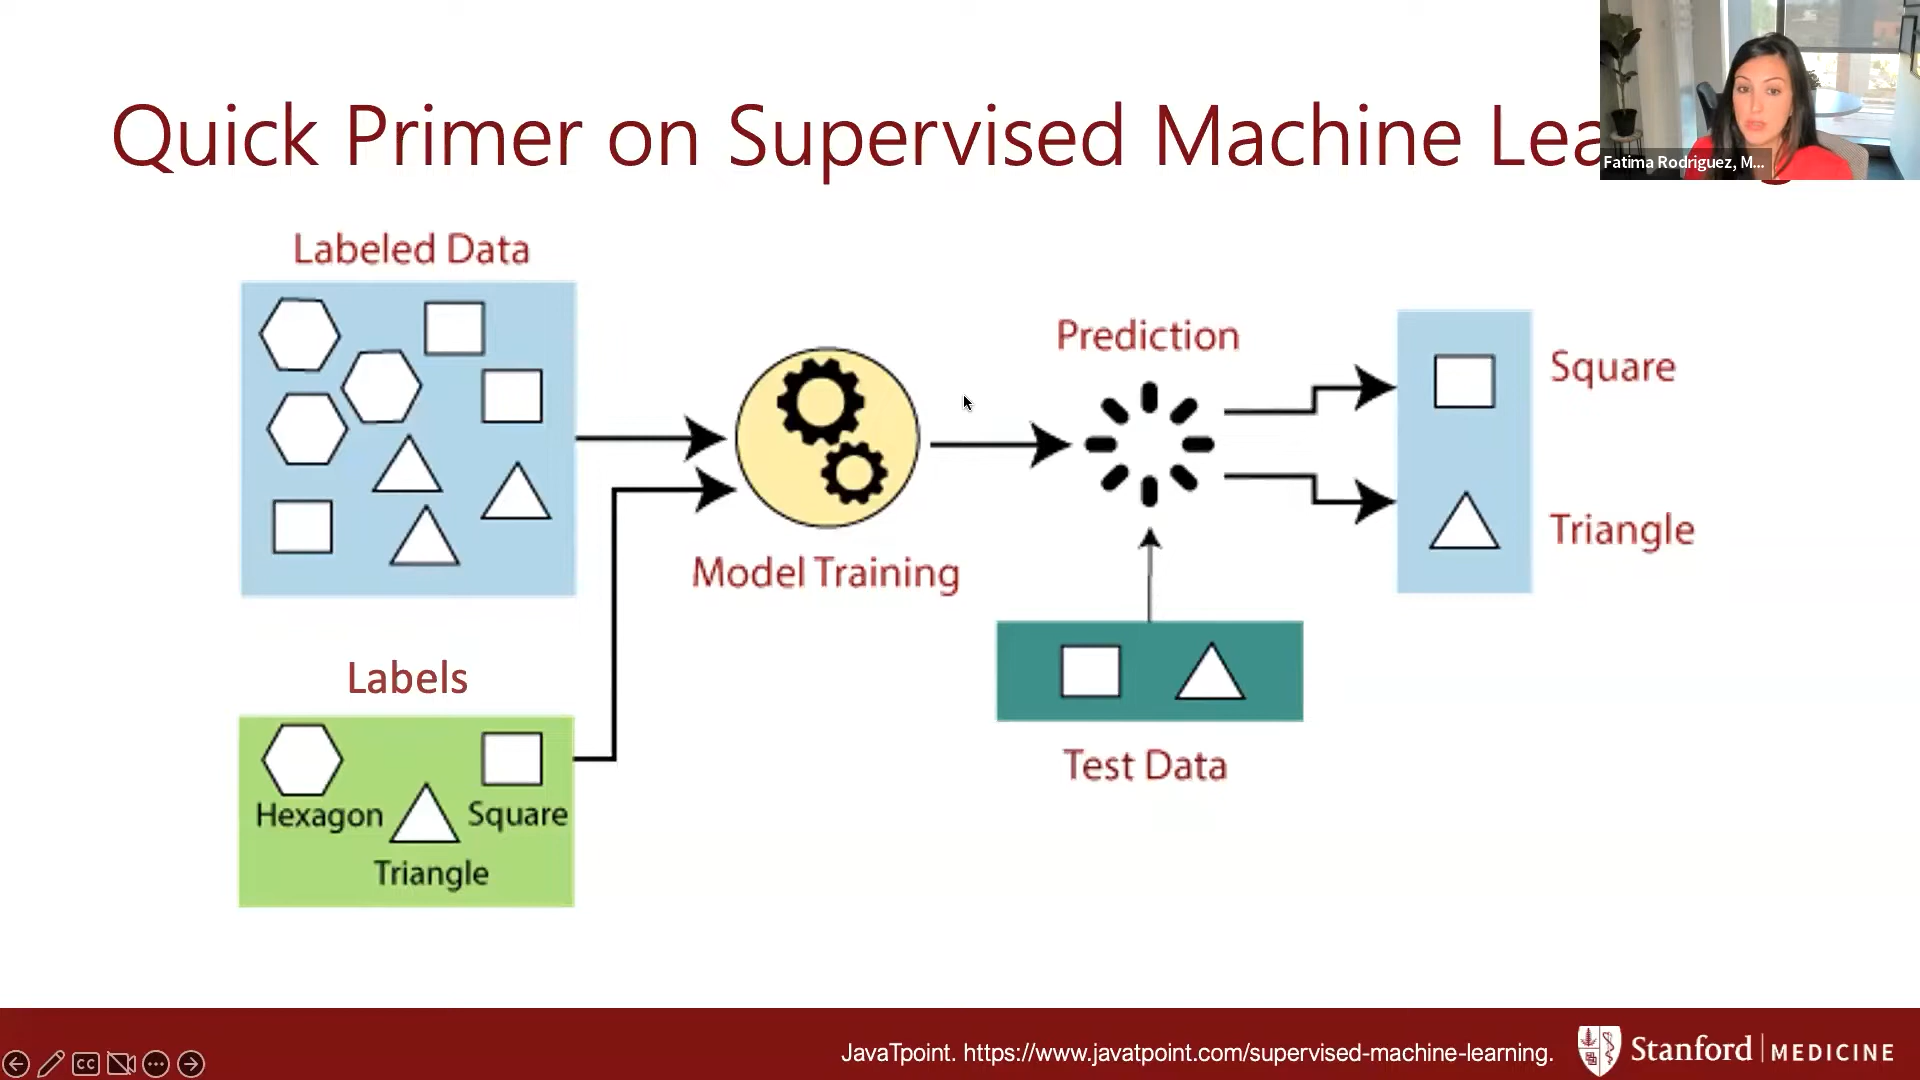 Quick Primer on Supervised Machine Lea
Fatima Rodriguez, M...
Labeled Data
Prediction
Square
Triangle
Model Training
Labels
Hexagon
Square
Triangle
Test Data
JavaTpoint. https://www.javatpoint.com/supervised-machine-learning.
Stanford MEDICINE
CC